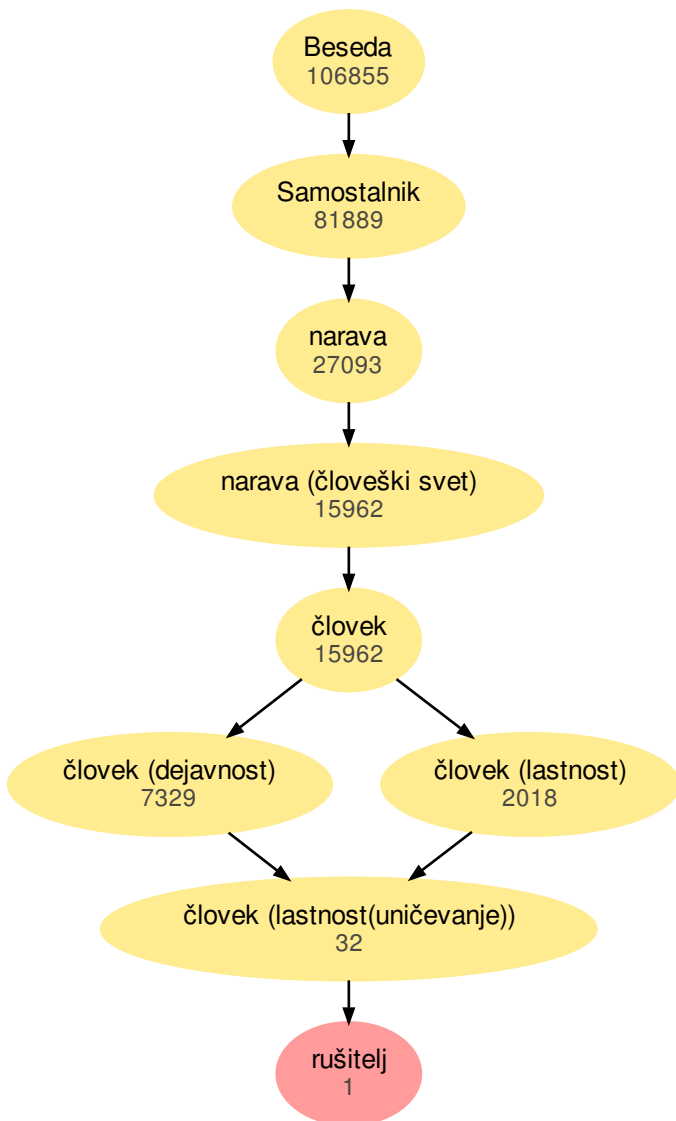 Beseda
106855
Samostalnik
81889
narava
27093
narava (človeški svet)
15962
človek
15962
človek (dejavnost)
7329
človek (lastnost)
2018
človek (lastnost(uničevanje))
32
rušitelj
1